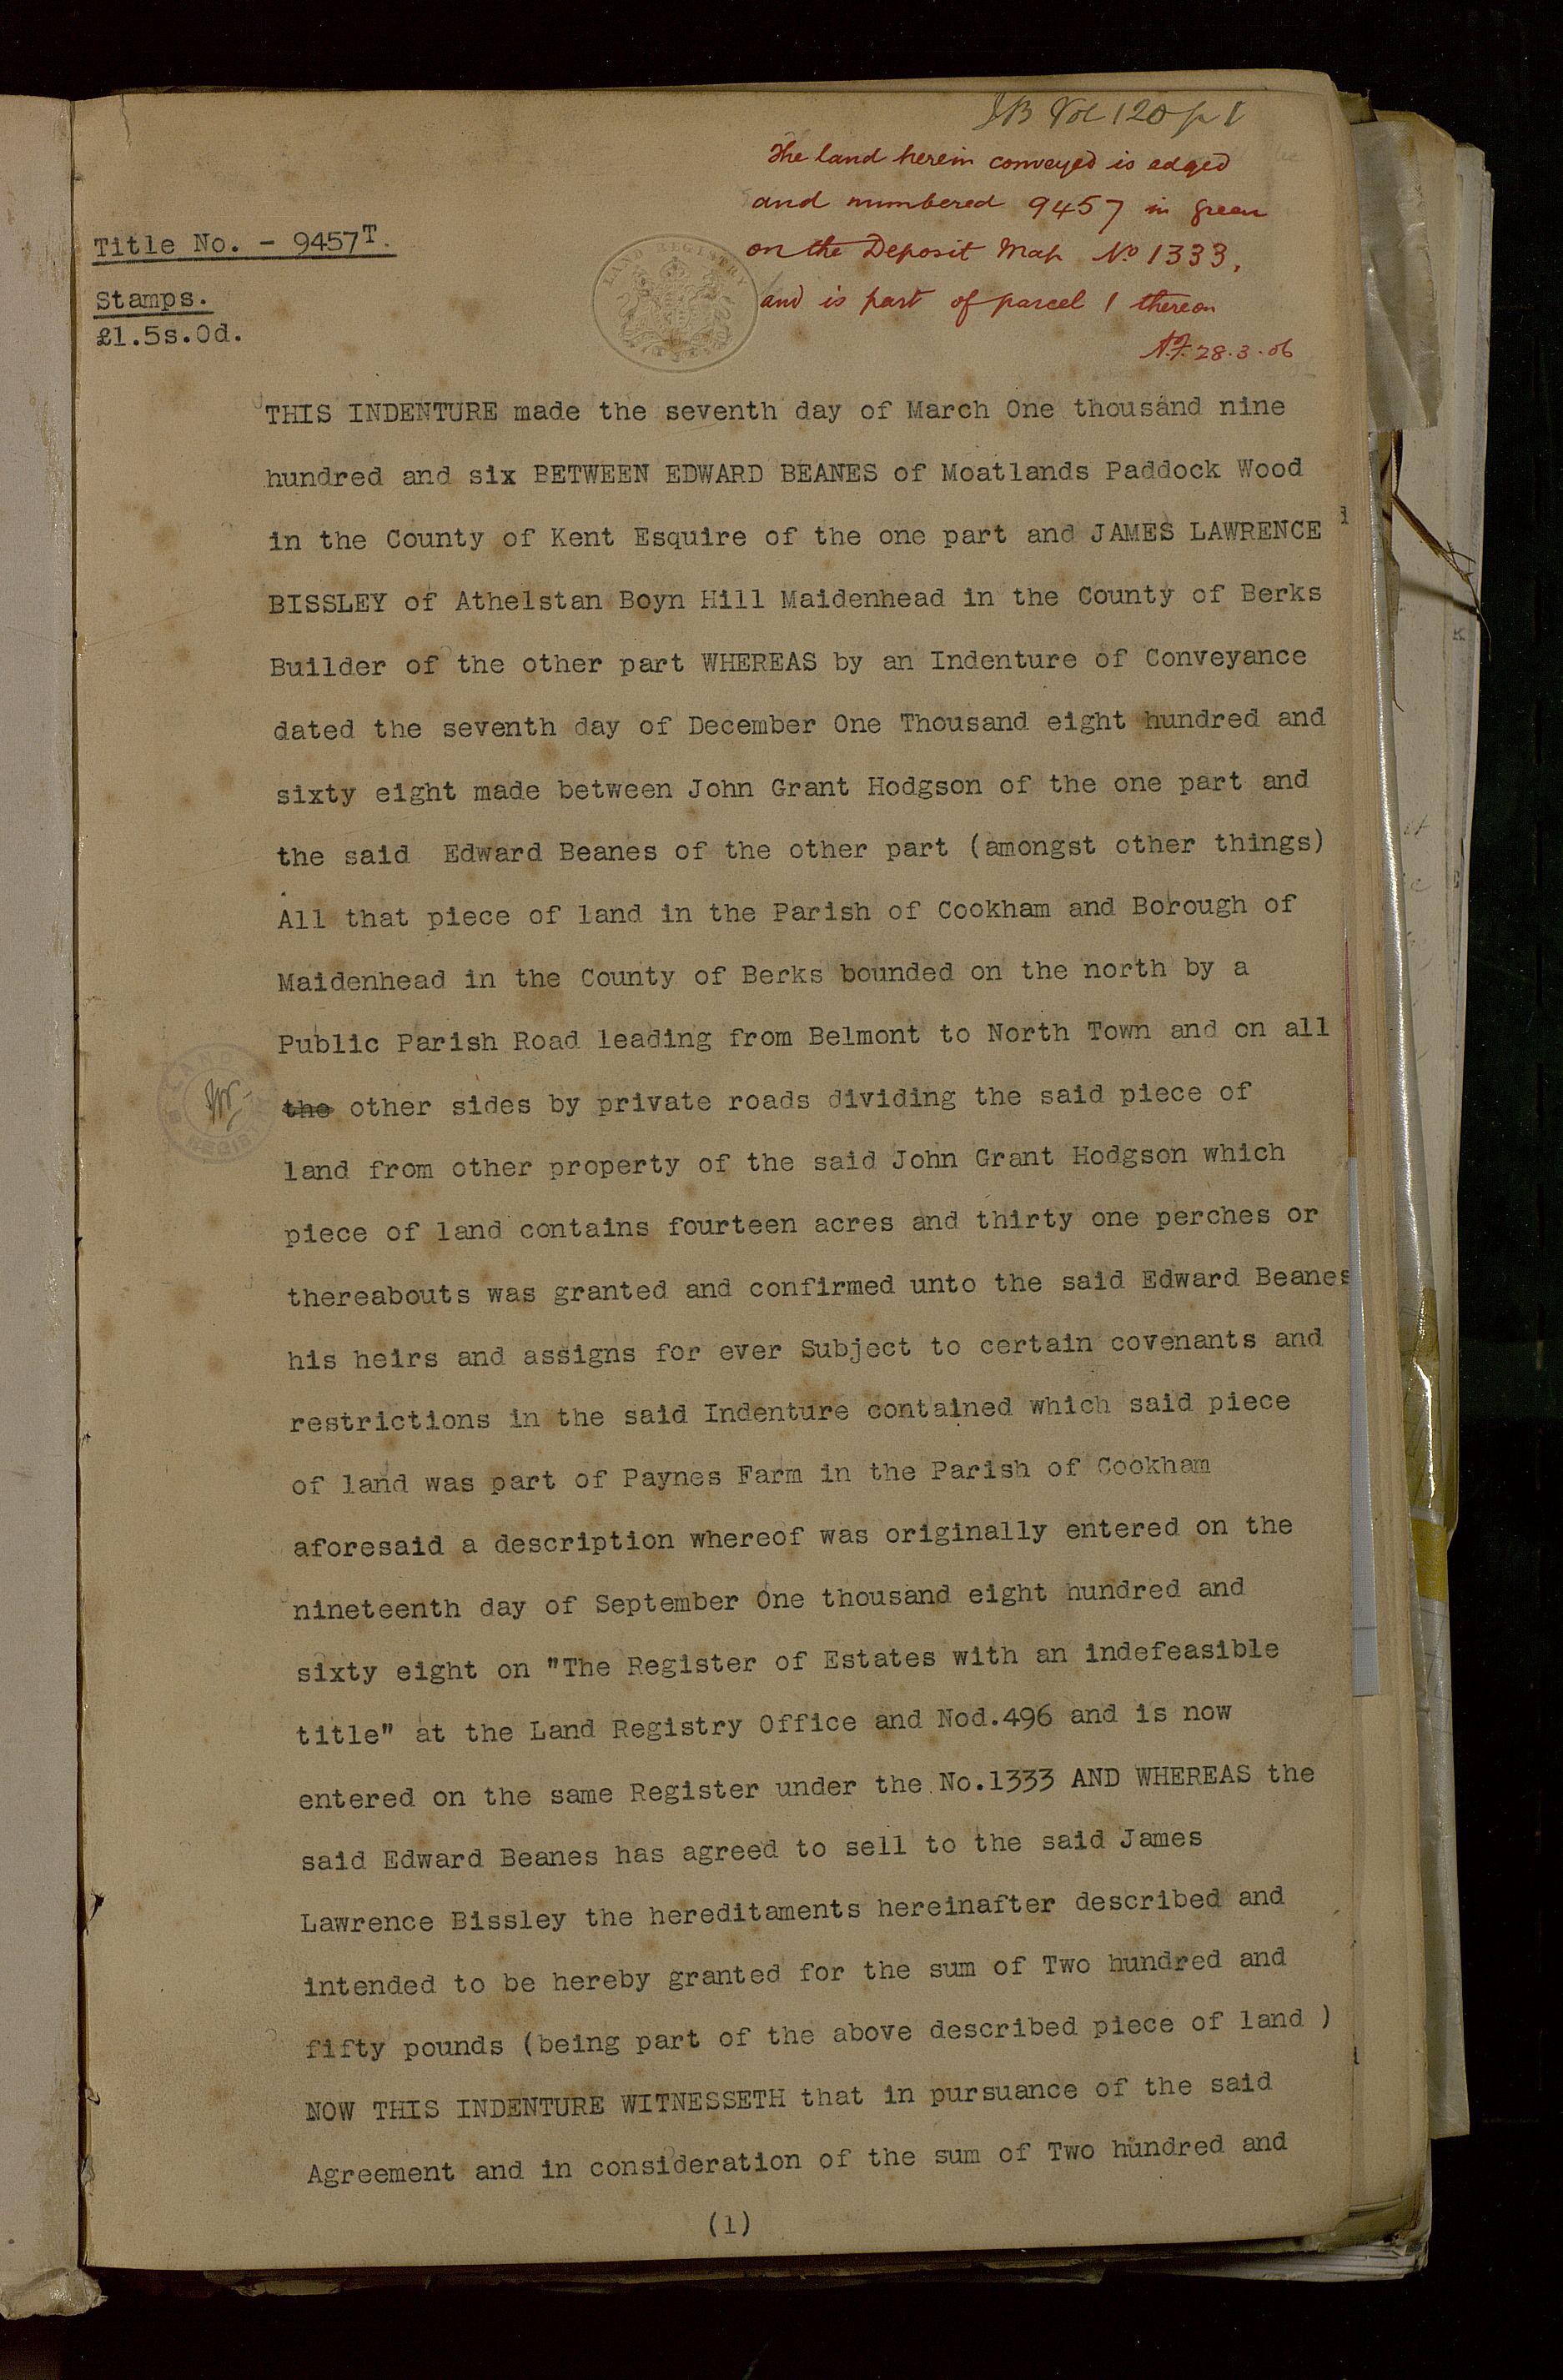 JB Vol 120 p 1
The land herein conveyed is edged
and numbered 9457 in green
on the Deposit Map No 1333,
and is part of parcel 1 thereon
28.3.06
Title No. - 9457T.
Stamps.
£1.5s.0d.
LAND REGISTRY
THIS INDENTURE made the seventh day of March One thousand nine
hundred and six BETWEEN EDWARD BEANES of Moatlands Paddock Wood
in the County of Kent Esquire of the one part and JAMES LAWRENCE
BISSLEY of Athelstan Boyn Hill Maidenhead in the County of Berks
Builder of the other part WHEREAS by an Indenture of Conveyance
dated the seventh day of December One Thousand eight hundred and
sixty eight made between John Grant Hodgson of the one part and
the said Edward Beanes of the other part (amongst other things)
All that piece of land in the Parish of Cookham and Borough of
Maidenhead in the County of Berks bounded on the north by a
Public Parish Road leading from Belmont to North Town and on all
the other sides by private roads dividing the said piece of
land from other property of the said John Grant Hodgson which
piece of land contains fourteen acres and thirty one perches or
thereabouts was granted and confirmed unto the said Edward Beanes
his heirs and assigns for ever Subject to certain covenants and
restrictions in the said Indenture contained which said piece
of land was part of Paynes Farm in the Parish of Cookham
aforesaid a description whereof was originally entered on the
nineteenth day of September One thousand eight hundred and
sixty eight on "The Register of Estates with an indefeasible
title" at the Land Registry Office and Nod.496 and is now
entered on the same Register under the No.1333 AND WHEREAS the
said Edward Beanes has agreed to sell to the said James
Lawrence Bissley the hereditaments hereinafter described and
intended to be hereby granted for the sum of Two hundred and
fifty pounds (being part of the above described piece of land )
NOW THIS INDENTURE WITNESSETH that in pursuance of the said
Agreement and in consideration of the sum of Two hundred and
(1)